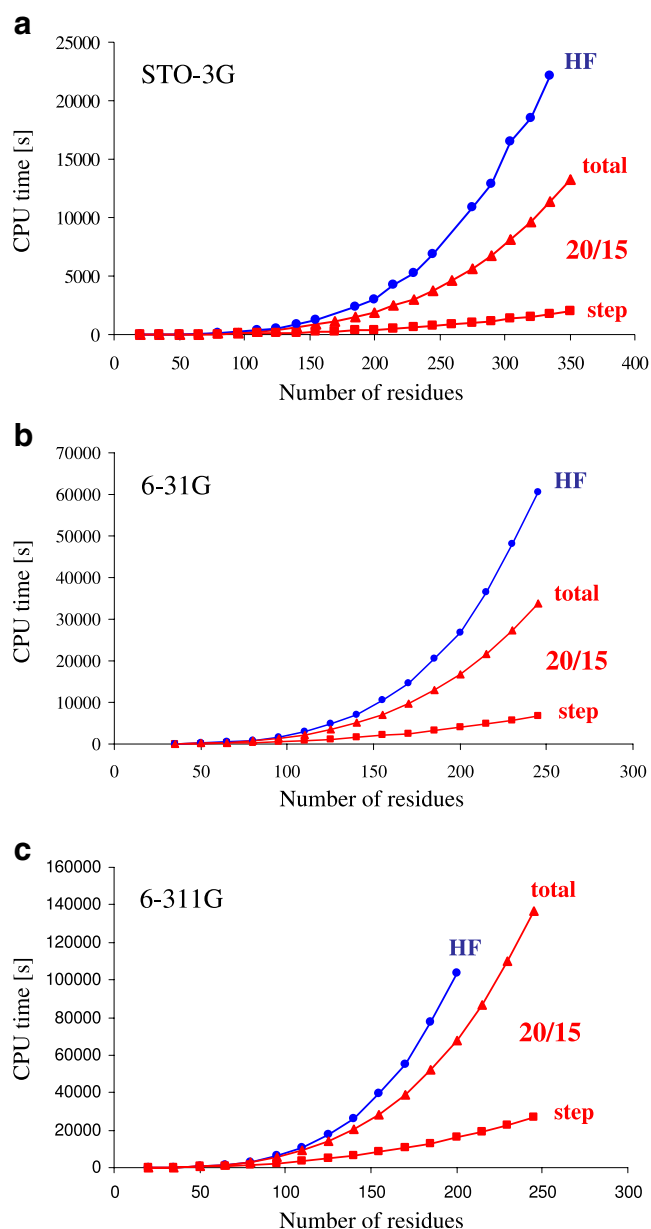 a
25000
20000
15000
10000
5000
0
CPU time [s]
STO-3G
HF
total
20/15
step
0 50 100 150 200 250 300 350 400
Number of residues
b
70000
60000
50000
40000
30000
20000
10000
0
CPU time [s]
6-31G
HF
total
20/15
step
0 50 100 150 200 250 300
Number of residues
c
160000
140000
120000
100000
80000
60000
40000
20000
0
CPU time [s]
6-311G
HF
total
20/15
step
0 50 100 150 200 250 300
Number of residues